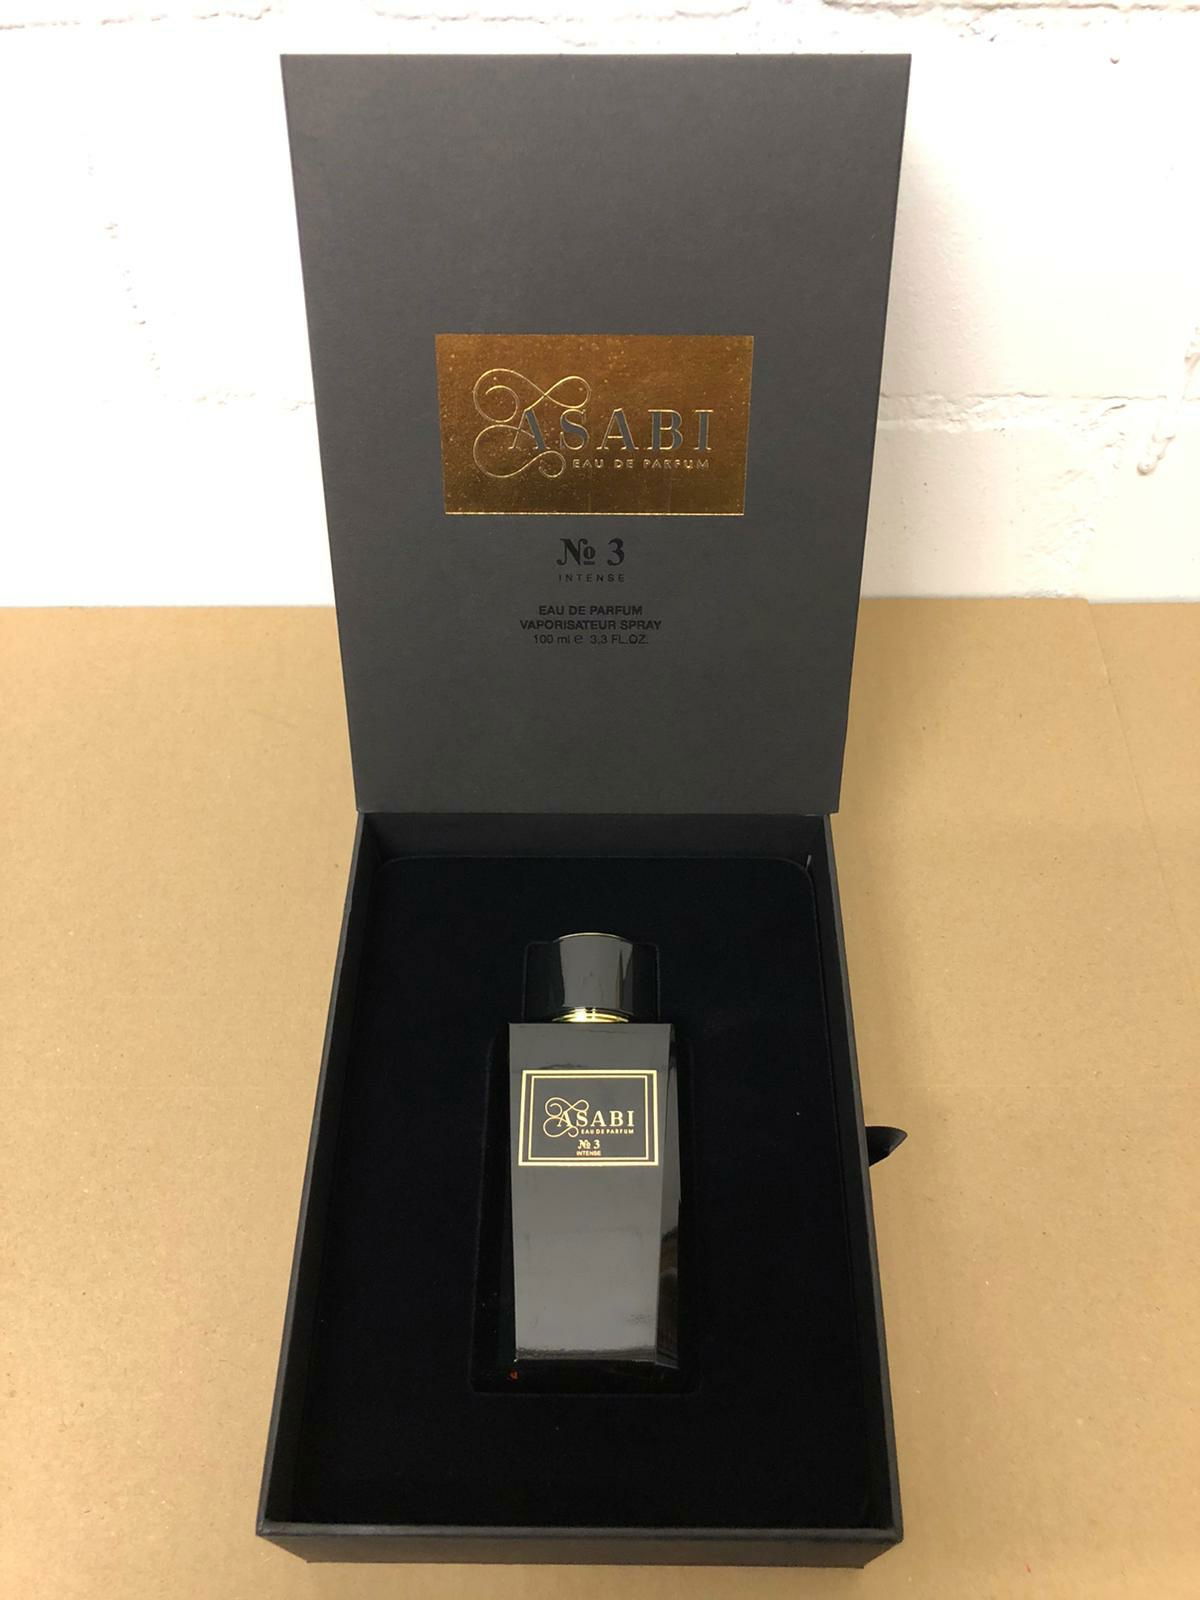 ASABI
EAU DE PARFUM
№ 3
INTENSE
EAU DE PARFUM
VAPORISATEUR SPRAY
100 ml ℮ 3,3 FL.OZ.
ASABI
EAU DE PARFUM
№ 3
INTENSE